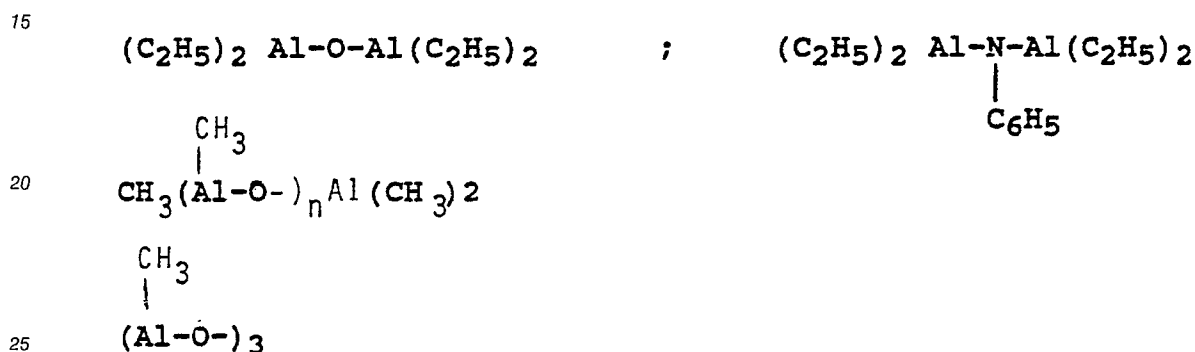 15
(C2H5)2 Al-O-Al(C2H5)2 ; (C2H5)2 Al-N-Al(C2H5)2
C6H5
CH3
20 CH3(Al-O-)nAl(CH3)2
CH3
25 (Al-O-)3